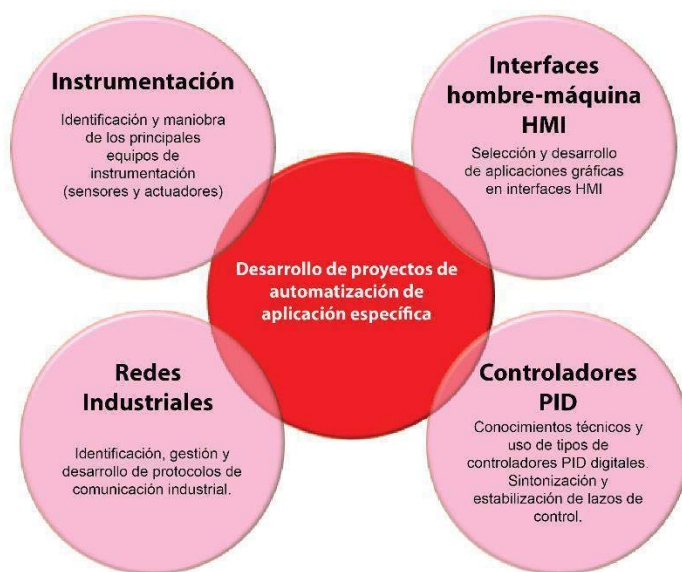 Instrumentación
Identificación y maniobra
de los principales
equipos de
instrumentación
(sensores y actuadores)
Interfaces
hombre-máquina
HMI
Selección y desarrollo
de aplicaciones gráficas
en interfaces HMI
Desarrollo de proyectos de
automatización de
aplicación específica
Redes
Industriales
Identificación, gestión y
desarrollo de protocolos de
comunicación industrial.
Controladores
PID
Conocimientos técnicos y
uso de tipos de
controladores PID digitales.
Sintonización y
estabilización de lazos de
control.